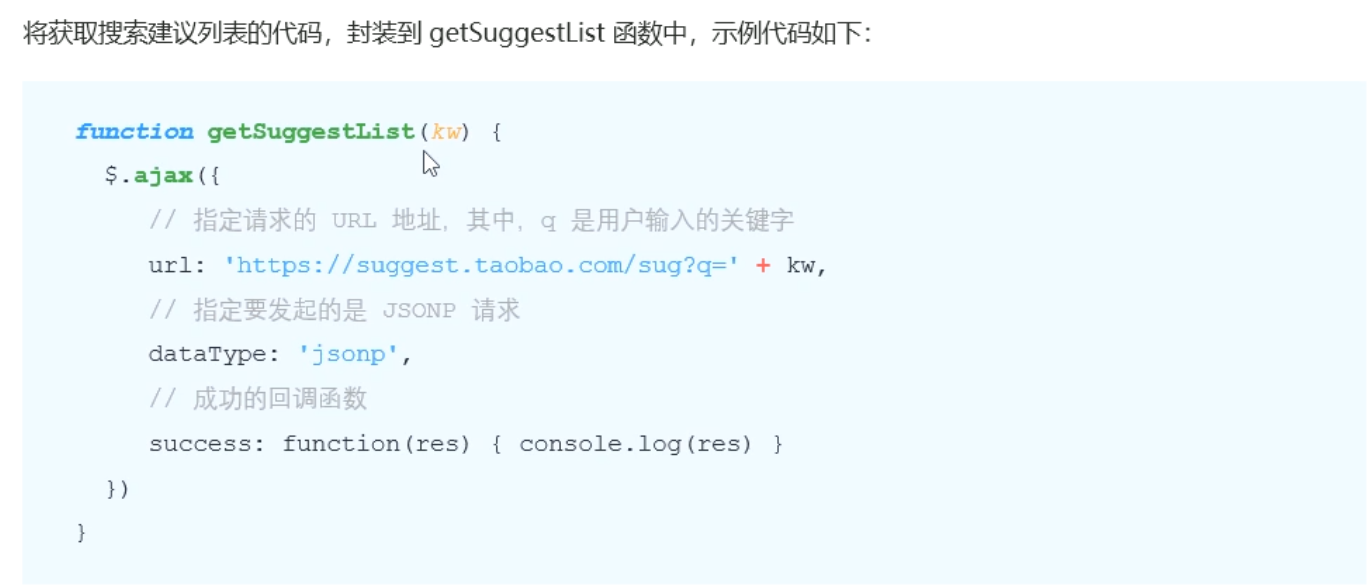 将获取搜索建议列表的代码，封装到 getSuggestList 函数中，示例代码如下：
function getSuggestList(kw) {
$.ajax({
// 指定请求的 URL 地址，其中，q 是用户输入的关键字
url: 'https://suggest.taobao.com/sug?q=' + kw,
// 指定要发起的是 JSONP 请求
dataType: 'jsonp',
// 成功的回调函数
success: function(res) { console.log(res) }
})
}